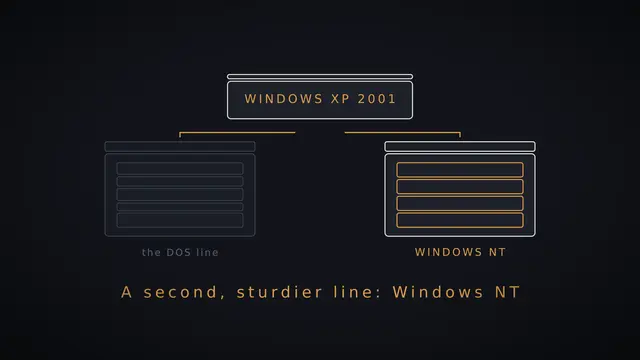 WINDOWS XP 2001
the DOS line
WINDOWS NT
A second, sturdier line: Windows NT